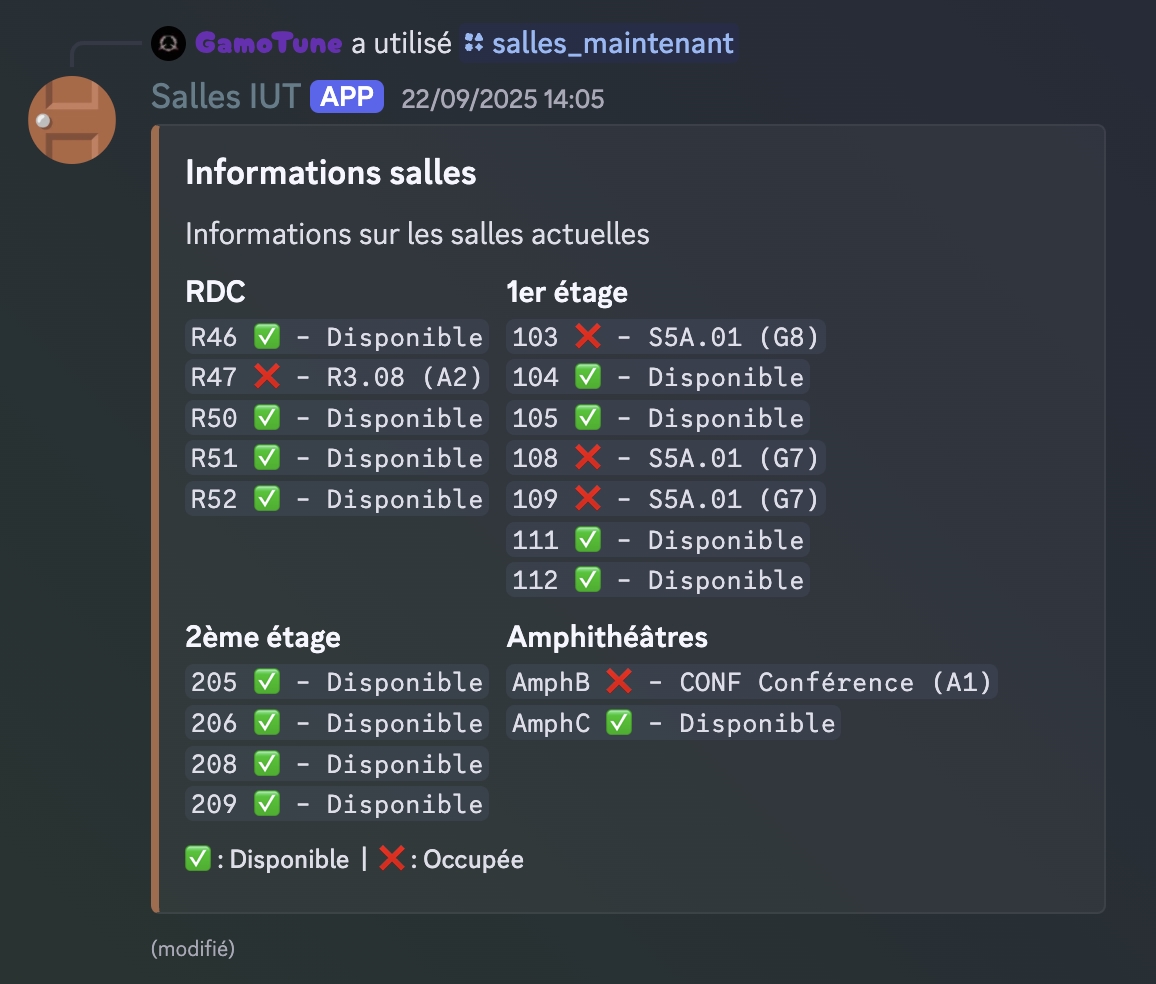 GamoTune a utilisé salles_maintenant
Salles IUT APP 22/09/2025 14:05
Informations salles
Informations sur les salles actuelles
RDC
R46 ✅ - Disponible
R47 ❌ - R3.08 (A2)
R50 ✅ - Disponible
R51 ✅ - Disponible
R52 ✅ - Disponible
1er étage
103 ❌ - S5A.01 (G8)
104 ✅ - Disponible
105 ✅ - Disponible
108 ❌ - S5A.01 (G7)
109 ❌ - S5A.01 (G7)
111 ✅ - Disponible
112 ✅ - Disponible
2ème étage
205 ✅ - Disponible
206 ✅ - Disponible
208 ✅ - Disponible
209 ✅ - Disponible
Amphithéâtres
AmphB ❌ - CONF Conférence (A1)
AmphC ✅ - Disponible
✅ : Disponible | ❌ : Occupée
(modifié)